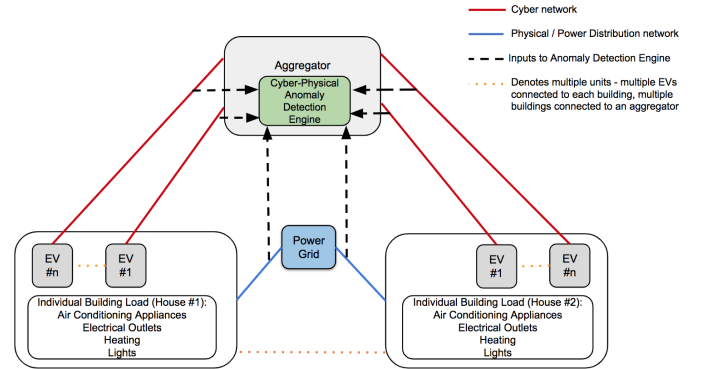 Cyber network
Physical / Power Distribution network
Inputs to Anomaly Detection Engine
Denotes multiple units - multiple EVs
connected to each building, multiple
buildings connected to an aggregator
Aggregator
Cyber-Physical
Anomaly
Detection
Engine
Power
Grid
EV
#n
EV
#1
Individual Building Load (House #1):
Air Conditioning Appliances
Electrical Outlets
Heating
Lights
EV
#1
EV
#n
Individual Building Load (House #2):
Air Conditioning Appliances
Electrical Outlets
Heating
Lights